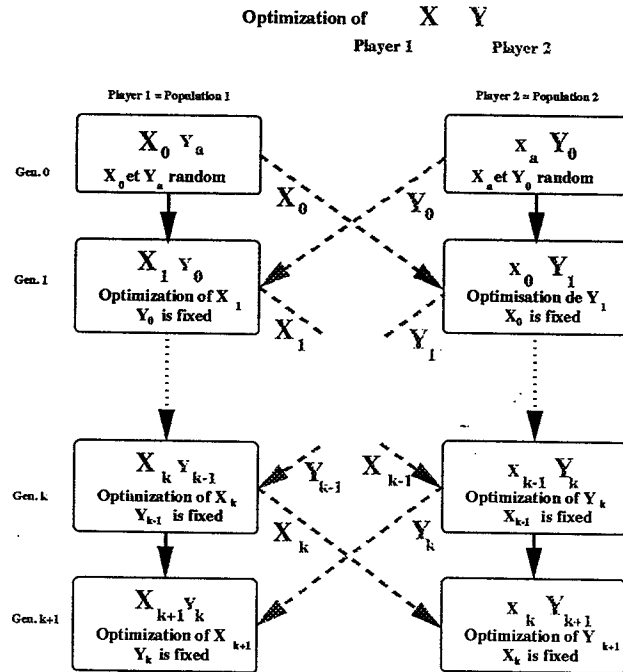 Optimization of X Y
Player 1 Player 2
Player 1 = Population 1 Player 2 = Population 2
X0 Ya
Xa Y0
Gen. 0
X0 et Ya random
Xa et Y0 random
X0
Y0
Gen. 1
X1 Y0
Optimization of X1
Y0 is fixed
X0 Y1
Optimisation de Y1
X0 is fixed
X1
Y1
Yk-1
Xk-1
Gen. k
Xk Yk-1
Optimization of Xk
Yk-1 is fixed
Xk-1 Yk
Optimization of Yk
Xk-1 is fixed
Xk
Yk
Gen. k+1
Xk+1 Yk
Optimization of Xk+1
Yk is fixed
Xk Yk+1
Optimization of Yk+1
Xk is fixed